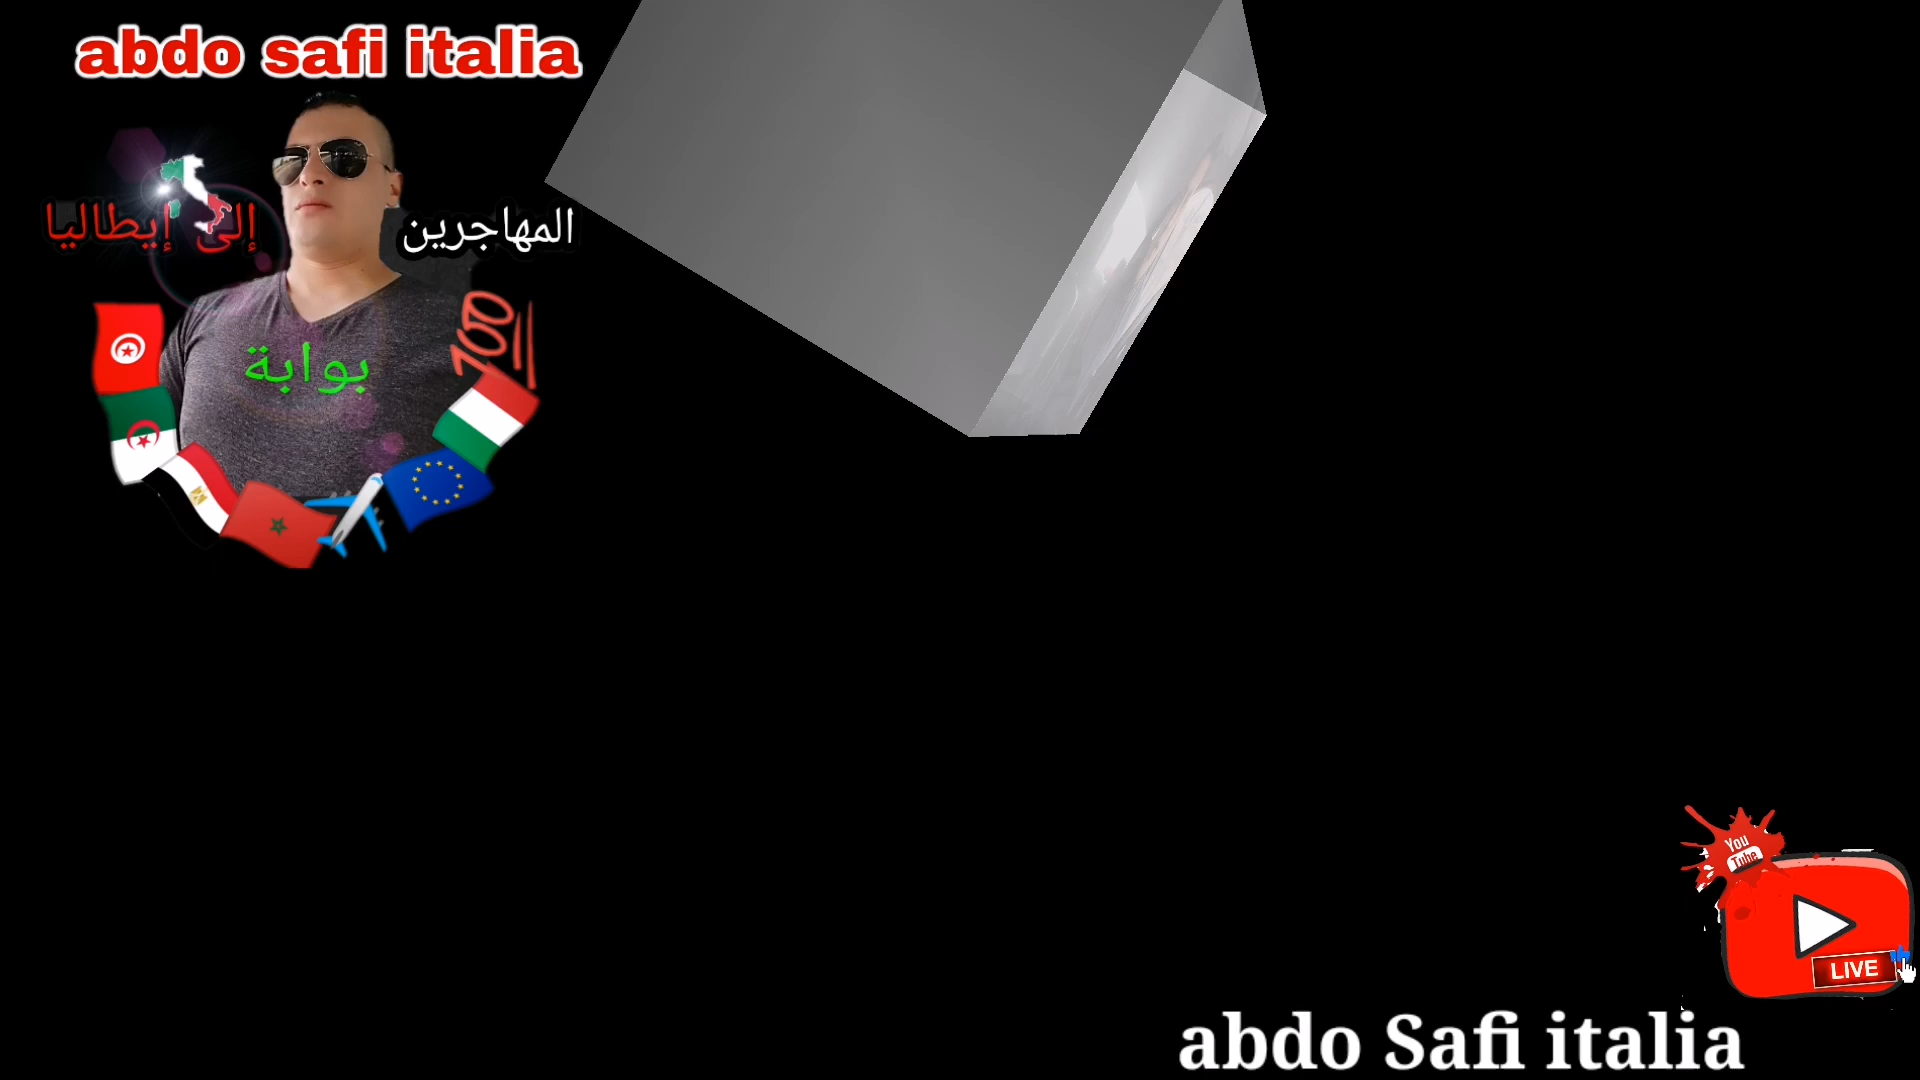 abdo safi italia
المهاجرين
إلى إيطاليا
بوابة
100
You
Tube
LIVE
abdo Safi italia